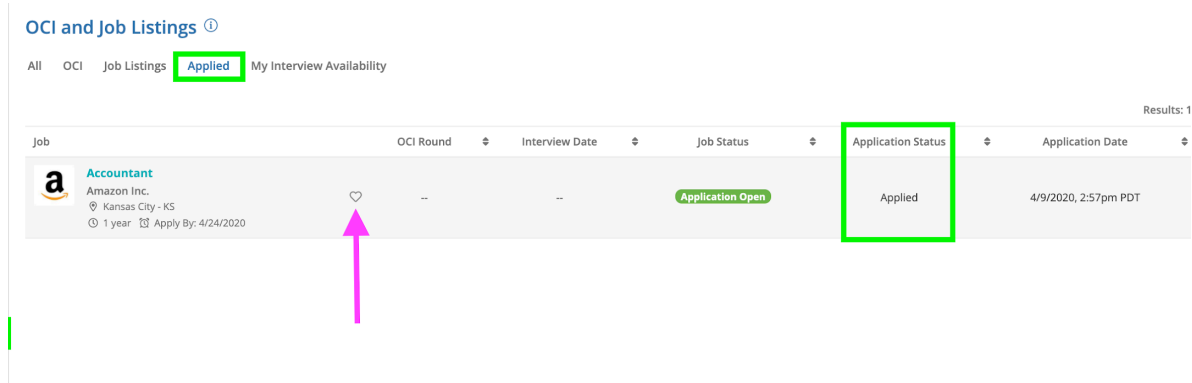 OCI and Job Listings
All OCI Job Listings Applied My Interview Availability
Results: 1
Job OCI Round Interview Date Job Status Application Status Application Date
a
Accountant
Amazon Inc.
Kansas City - KS
1 year Apply By: 4/24/2020
-- -- Application Open Applied 4/9/2020, 2:57pm PDT